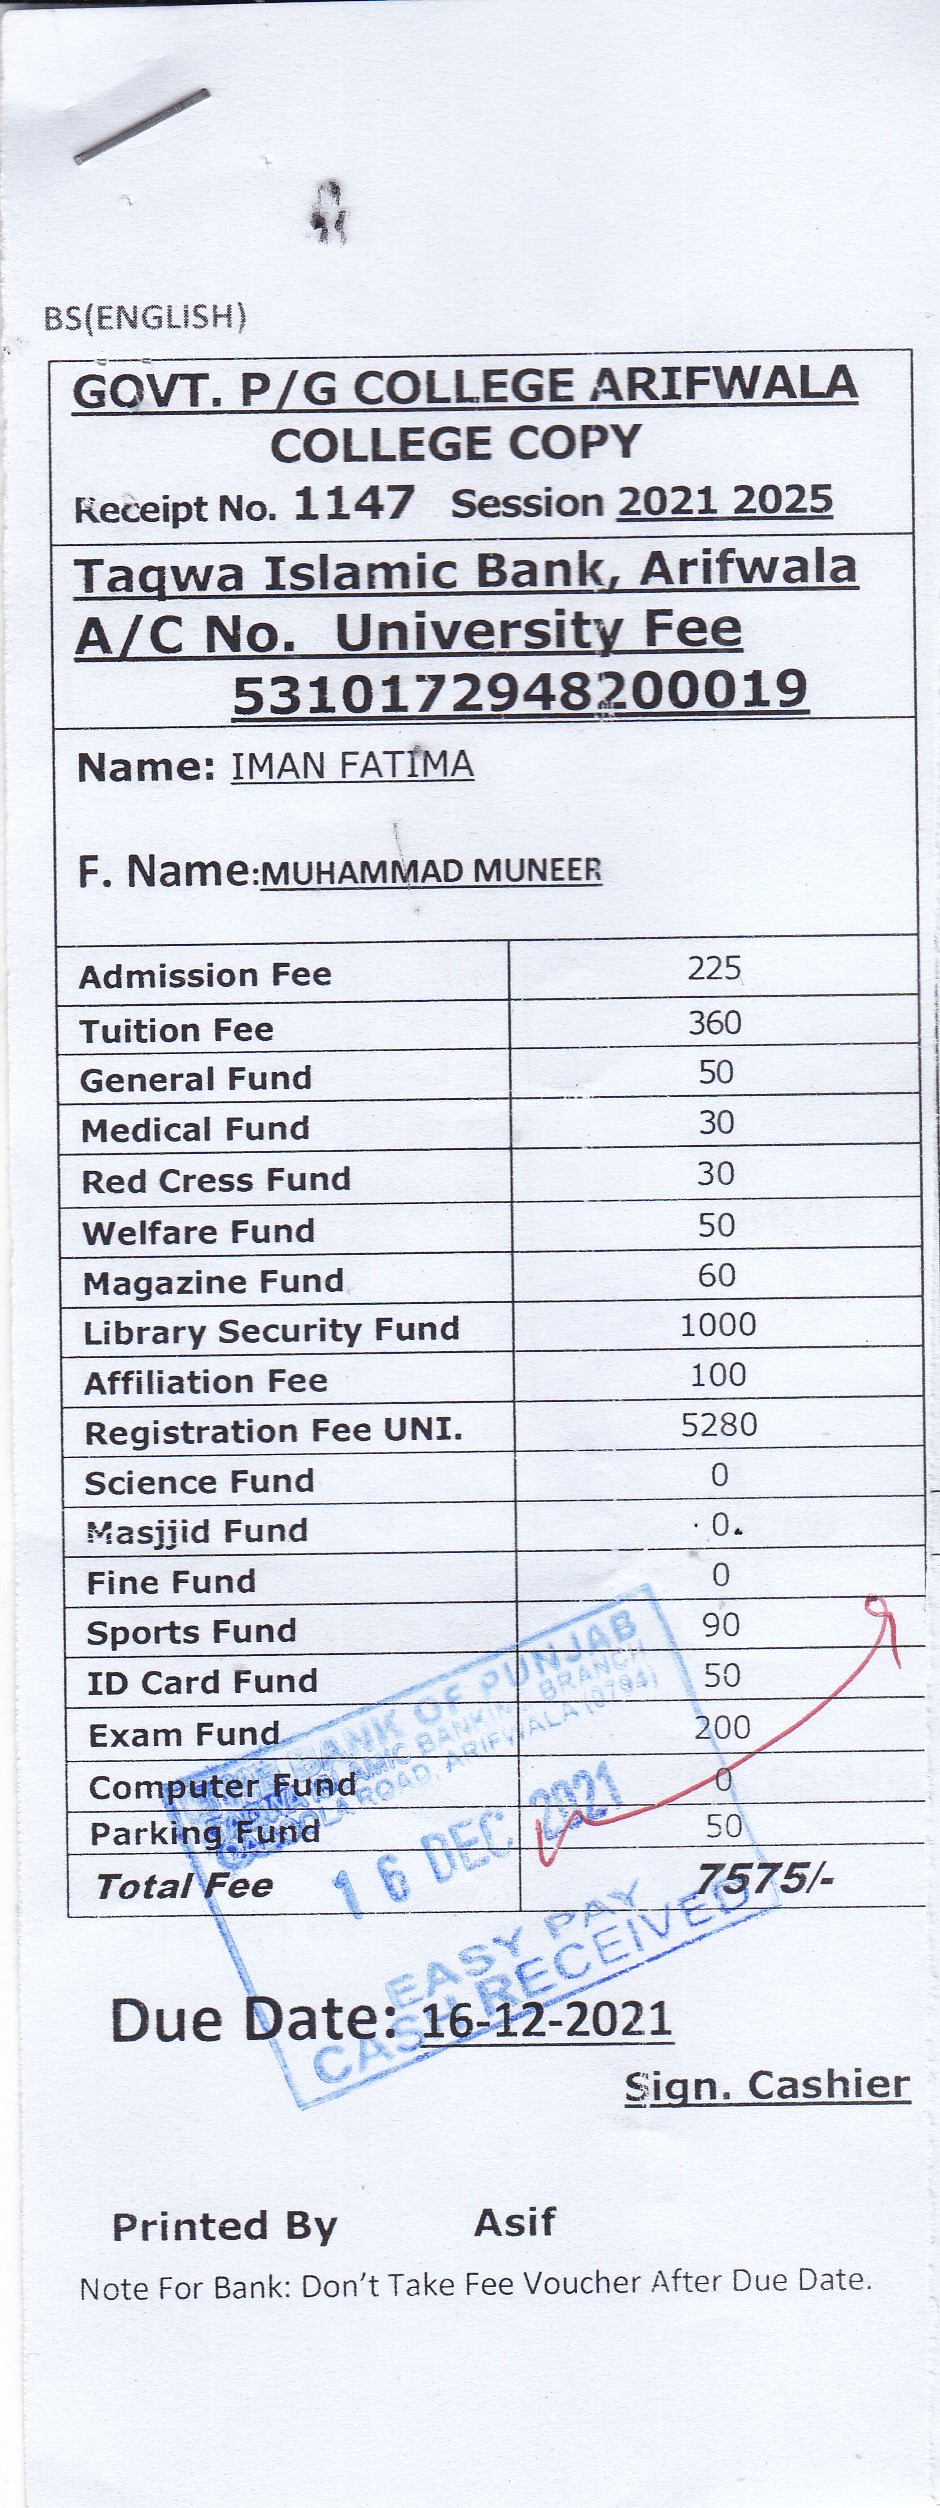 BS(ENGLISH)
GOVT. P/G COLLEGE ARIFWALA
COLLEGE COPY
Receipt No. 1147 Session 2021 2025
Taqwa Islamic Bank, Arifwala
A/C No. University Fee
5310172948200019
Name: IMAN FATIMA
F. Name:MUHAMMAD MUNEER
Admission Fee 225
Tuition Fee 360
General Fund 50
Medical Fund 30
Red Cress Fund 30
Welfare Fund 50
Magazine Fund 60
Library Security Fund 1000
Affiliation Fee 100
Registration Fee UNI. 5280
Science Fund 0
Masjjid Fund 0
Fine Fund 0
Sports Fund 90
ID Card Fund 50
Exam Fund 200
Computer Fund 0
Parking Fund 50
Total Fee 7575/-
BANK OF PUNJAB
ISLAMIC BANKING BRANCH
ROAD, ARIFWALA (0794)
16 DEC 2021
EASY PAY
CASH RECEIVED
Due Date: 16-12-2021
Sign. Cashier
Printed By Asif
Note For Bank: Don't Take Fee Voucher After Due Date.